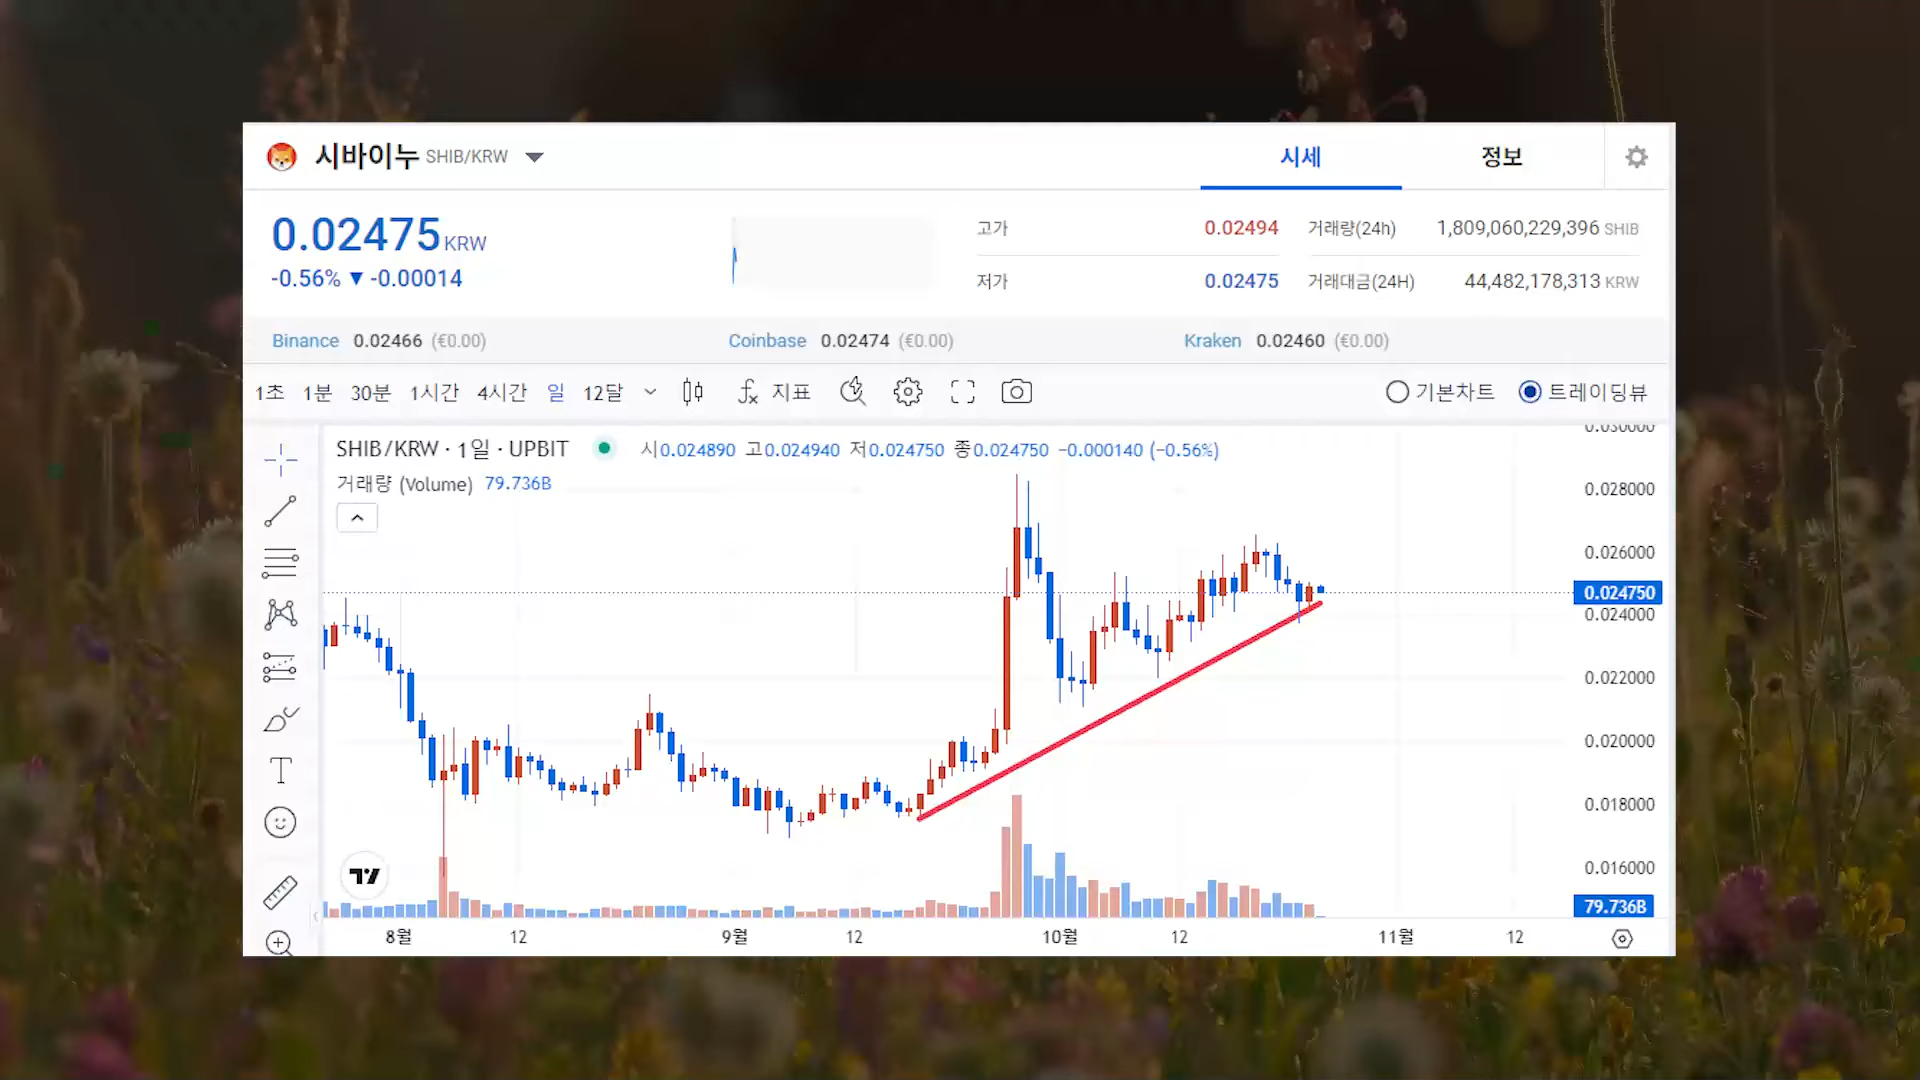 시바이누 SHIB/KRW 시세 정보
0.02475 KRW 고가 0.02494 거래량(24h) 1,809,060,229,396 SHIB
-0.56% ▼ -0.00014 저가 0.02475 거래대금(24H) 44,482,178,313 KRW
Binance 0.02466 (€0.00) Coinbase 0.02474 (€0.00) Kraken 0.02460 (€0.00)
1초 1분 30분 1시간 4시간 일 12달 지표 기본차트 트레이딩뷰
SHIB/KRW · 1일 · UPBIT 시0.024890 고0.024940 저0.024750 종0.024750 −0.000140 (−0.56%)
거래량 (Volume) 79.736B
0.030000
0.028000
0.026000
0.024750
0.024000
0.022000
0.020000
0.018000
0.016000
79.736B
8월 12 9월 12 10월 12 11월 12